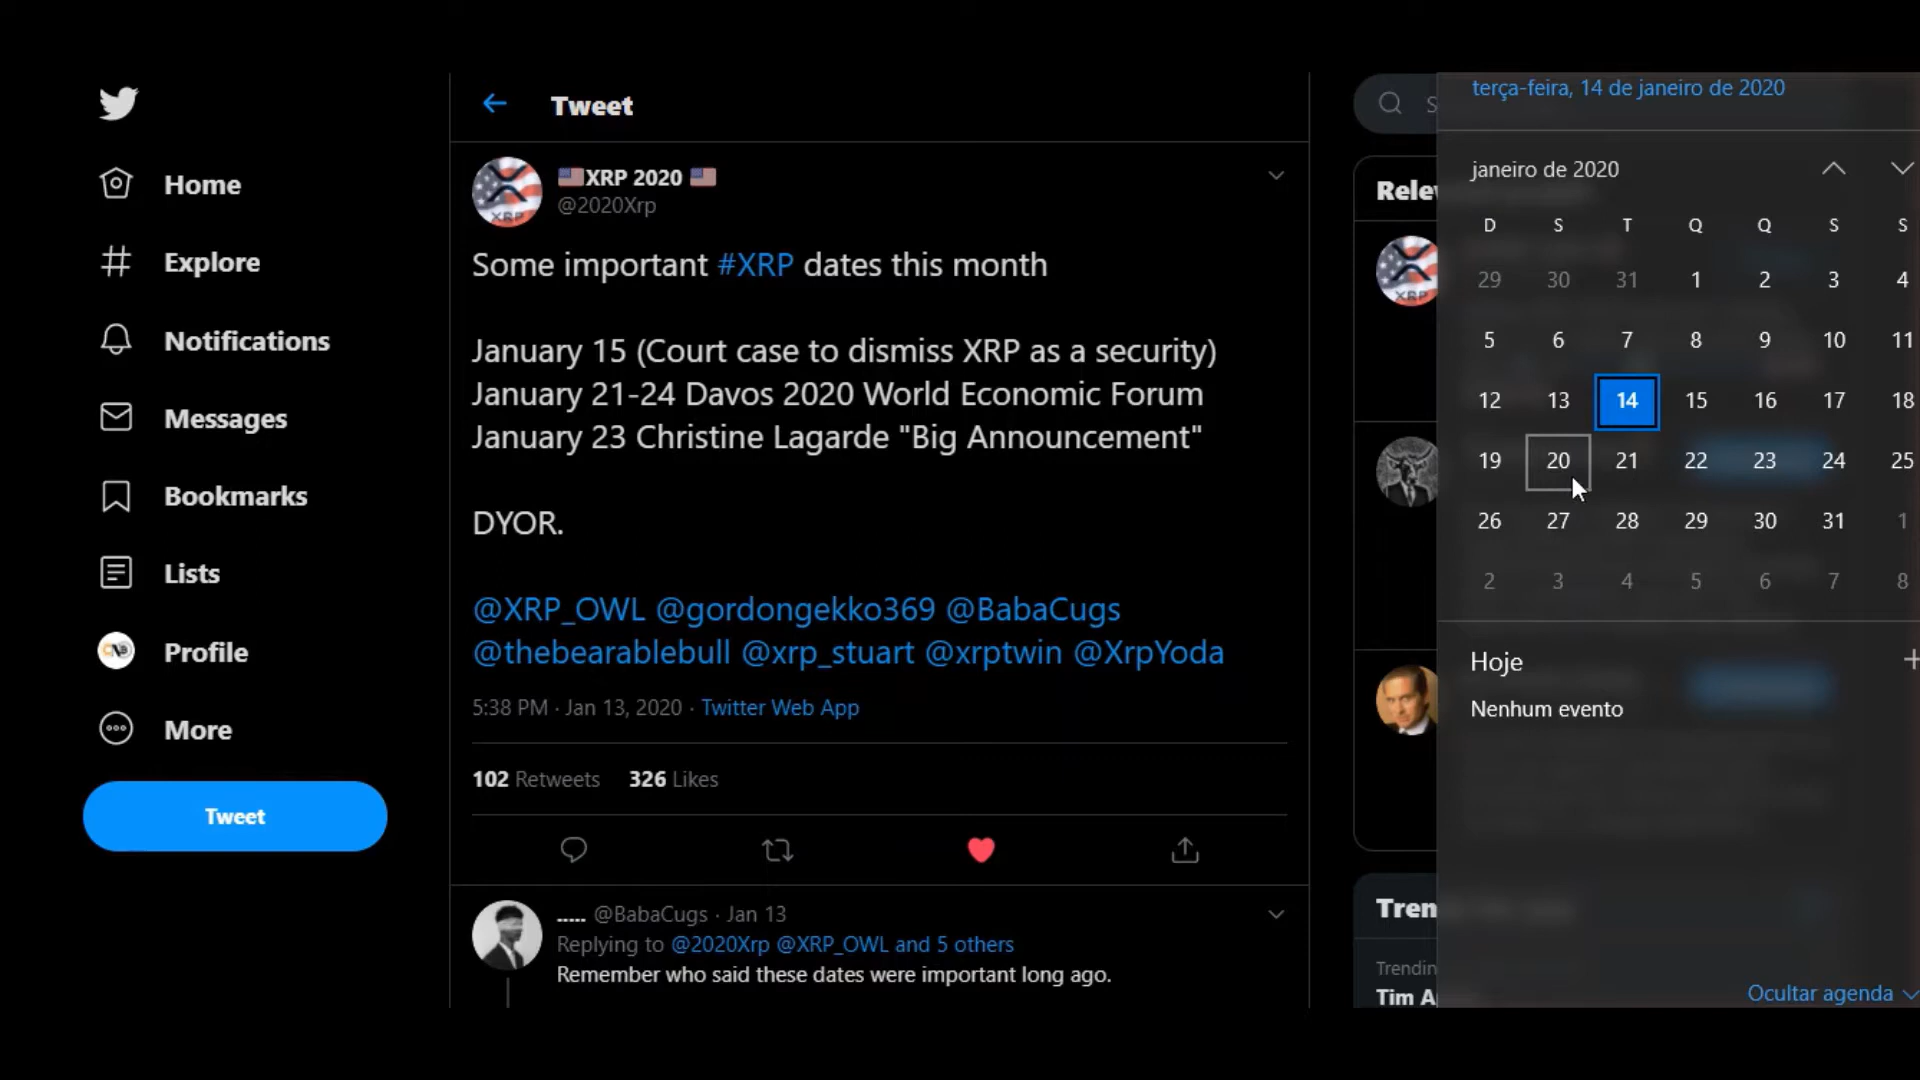 Home
Explore
Notifications
Messages
Bookmarks
Lists
Profile
More
Tweet
Tweet
XRP 2020
@2020Xrp
Some important #XRP dates this month
January 15 (Court case to dismiss XRP as a security)
January 21-24 Davos 2020 World Economic Forum
January 23 Christine Lagarde "Big Announcement"
DYOR.
@XRP_OWL @gordongekko369 @BabaCugs
@thebearablebull @xrp_stuart @xrptwin @XrpYoda
5:38 PM · Jan 13, 2020 · Twitter Web App
102 Retweets 326 Likes
..... @BabaCugs · Jan 13
Replying to @2020Xrp @XRP_OWL and 5 others
Remember who said these dates were important long ago.
S
Rele
XRP
Tren
Trendin
Tim A
terça-feira, 14 de janeiro de 2020
janeiro de 2020
D S T Q Q S S
29 30 31 1 2 3 4
5 6 7 8 9 10 11
12 13 14 15 16 17 18
19 20 21 22 23 24 25
26 27 28 29 30 31 1
2 3 4 5 6 7 8
Hoje
Nenhum evento
Ocultar agenda